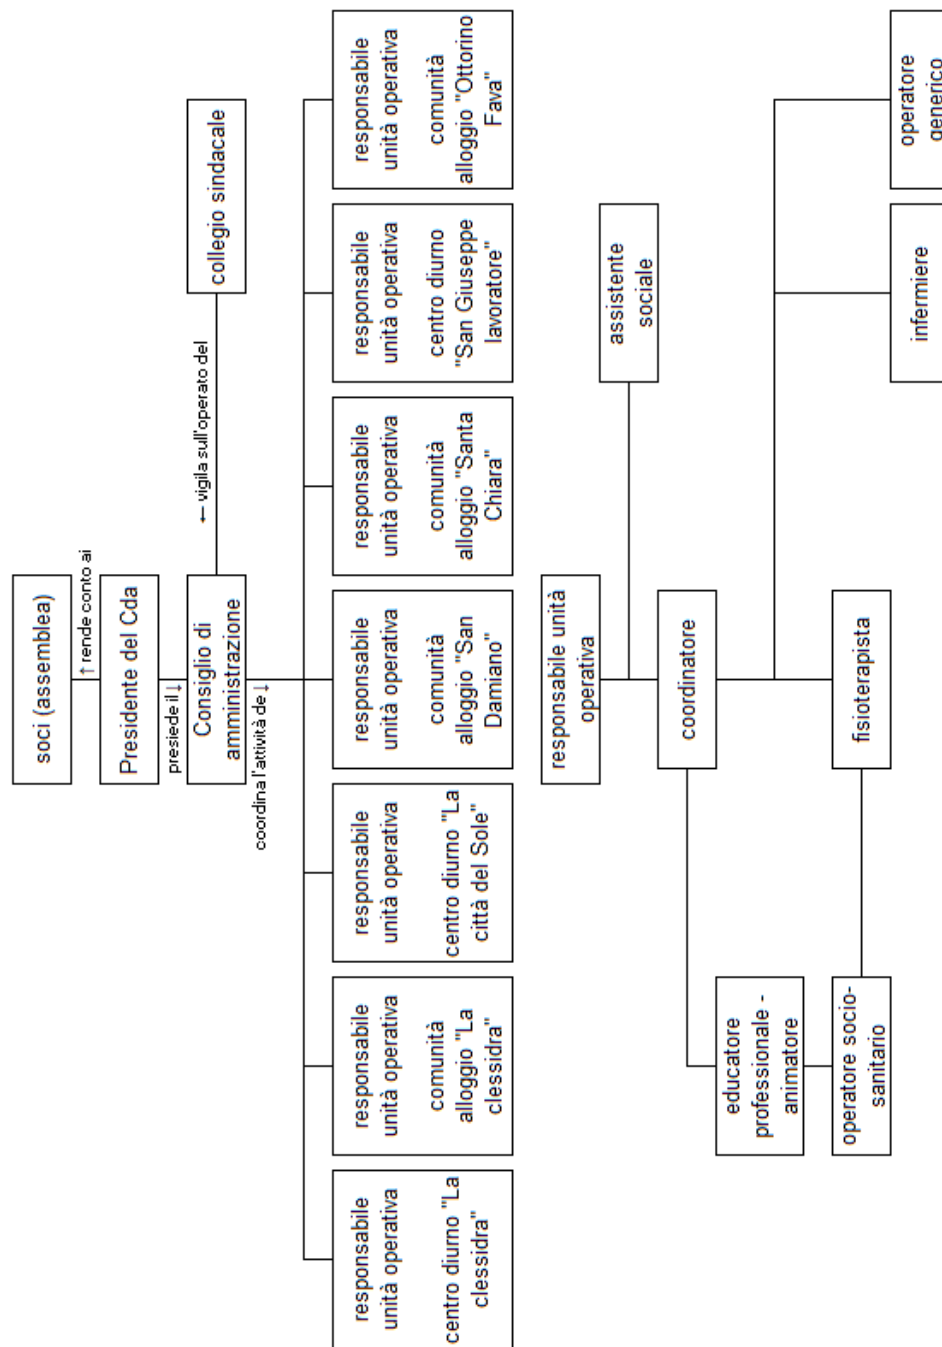 soci (assemblea)
↑ rende conto ai
Presidente del Cda
presiede il↓
Consiglio di
amministrazione
← vigila sull'operato del
collegio sindacale
coordina l'attività de↓
responsabile
unità operativa
centro diurno "La
clessidra"
responsabile
unità operativa
comunità
alloggio "La
clessidra"
responsabile
unità operativa
centro diurno "La
città del Sole"
responsabile
unità operativa
comunità
alloggio "San
Damiano"
responsabile
unità operativa
comunità
alloggio "Santa
Chiara"
responsabile
unità operativa
centro diurno
"San Giuseppe
lavoratore"
responsabile
unità operativa
comunità
alloggio "Ottorino
Fava"
responsabile unità
operativa
assistente
sociale
coordinatore
educatore
professionale -
animatore
operatore socio-
sanitario
fisioterapista
infermiere
operatore
generico